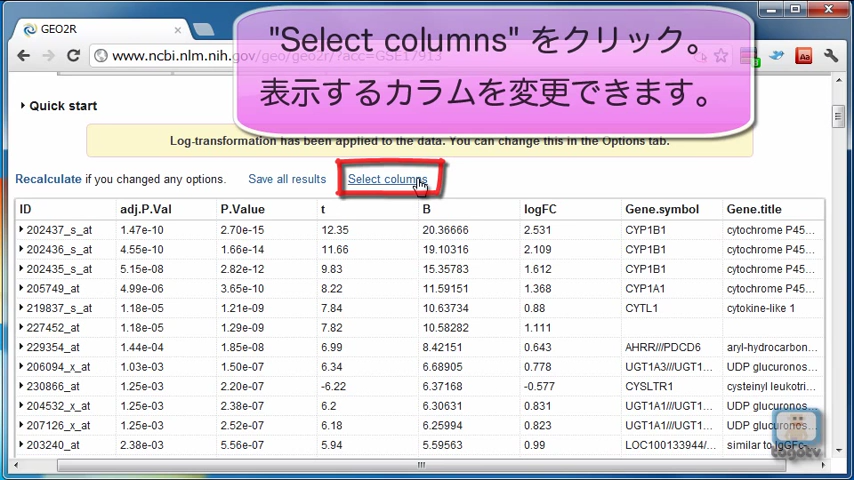 GEO2R
"Select columns" をクリック。
表示するカラムを変更できます。
www.ncbi.nlm.nih.gov/geo/geo2r/?acc=GSE17913
Quick start
Log-transformation has been applied to the data. You can change this in the Options tab.
Recalculate if you changed any options. Save all results Select columns
ID adj.P.Val P.Value t B logFC Gene.symbol Gene.title
202437_s_at 1.47e-10 2.70e-15 12.35 20.36666 2.531 CYP1B1 cytochrome P45...
202436_s_at 4.55e-10 1.66e-14 11.66 19.10316 2.109 CYP1B1 cytochrome P45...
202435_s_at 5.15e-08 2.82e-12 9.83 15.35783 1.612 CYP1B1 cytochrome P45...
205749_at 4.99e-06 3.65e-10 8.22 11.59151 1.368 CYP1A1 cytochrome P45...
219837_s_at 1.18e-05 1.21e-09 7.84 10.63734 0.88 CYTL1 cytokine-like 1
227452_at 1.18e-05 1.29e-09 7.82 10.58282 1.111
229354_at 1.44e-04 1.85e-08 6.99 8.42151 0.643 AHRR///PDCD6 aryl-hydrocarbon...
206094_x_at 1.03e-03 1.50e-07 6.34 6.68905 0.778 UGT1A3///UGT1... UDP glucuronos...
230866_at 1.25e-03 2.20e-07 -6.22 6.37168 -0.577 CYSLTR1 cysteinyl leukotri...
204532_x_at 1.25e-03 2.38e-07 6.2 6.30631 0.831 UGT1A1///UGT1... UDP glucuronos...
207126_x_at 1.25e-03 2.52e-07 6.18 6.25994 0.831 UGT1A1///UGT1... UDP glucuronos...
203240_at 2.38e-03 5.56e-07 5.94 5.59563 0.99 LOC100133944/... similar to IgGFc-...
togotv